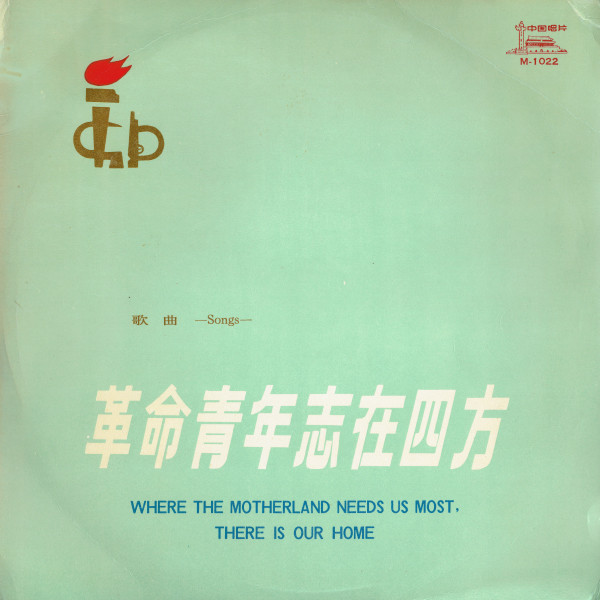 中国唱片
M-1022
歌曲 —Songs—
革命青年志在四方
WHERE THE MOTHERLAND NEEDS US MOST,
THERE IS OUR HOME